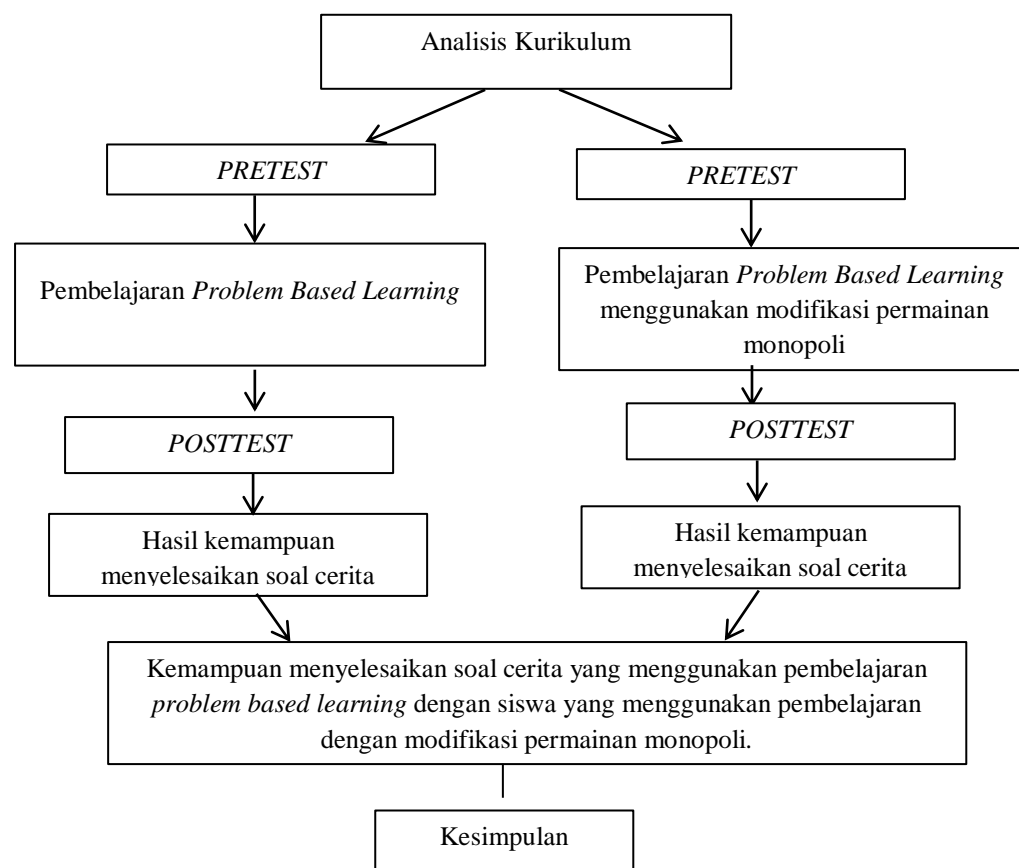 Analisis Kurikulum
PRETEST
PRETEST
Pembelajaran Problem Based Learning
Pembelajaran Problem Based Learning
menggunakan modifikasi permainan
monopoli
POSTTEST
POSTTEST
Hasil kemampuan
menyelesaikan soal cerita
Hasil kemampuan
menyelesaikan soal cerita
Kemampuan menyelesaikan soal cerita yang menggunakan pembelajaran
problem based learning dengan siswa yang menggunakan pembelajaran
dengan modifikasi permainan monopoli.
Kesimpulan